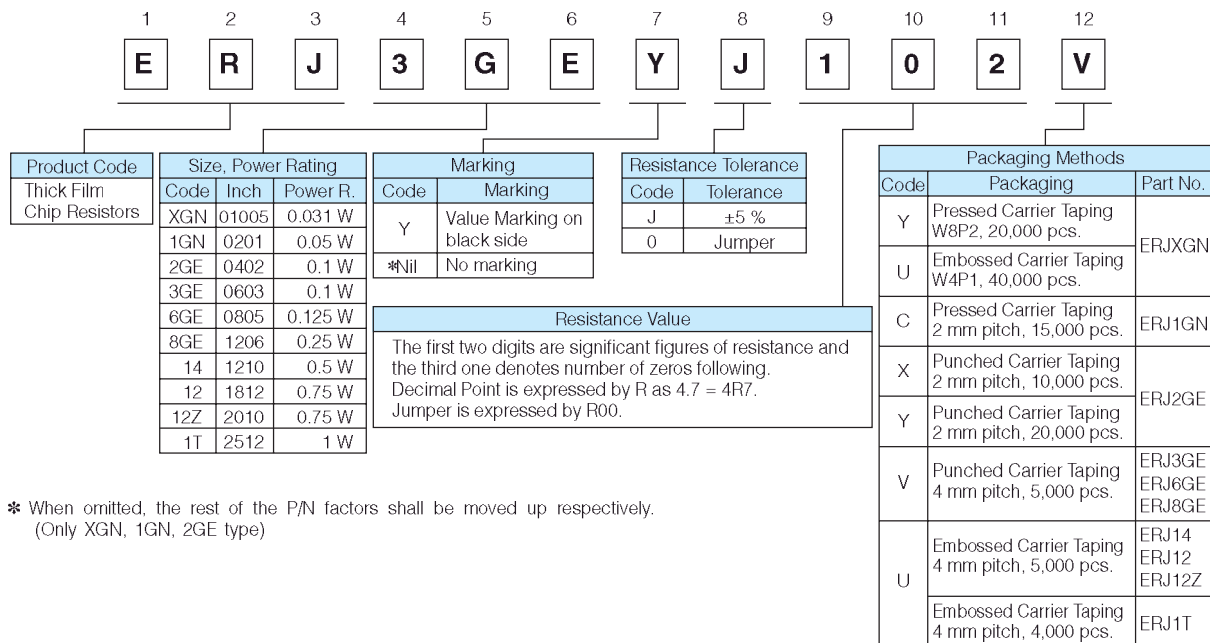 1 2 3 4 5 6 7 8 9 10 11 12
E R J 3 G E Y J 1 0 2 V
Product Code
Thick Film
Chip Resistors
Size, Power Rating
Code Inch Power R.
XGN 01005 0.031 W
1GN 0201 0.05 W
2GE 0402 0.1 W
3GE 0603 0.1 W
6GE 0805 0.125 W
8GE 1206 0.25 W
14 1210 0.5 W
12 1812 0.75 W
12Z 2010 0.75 W
1T 2512 1 W
Marking
Code Marking
Y Value Marking on
black side
*Nil No marking
Resistance Tolerance
Code Tolerance
J ±5 %
0 Jumper
Resistance Value
The first two digits are significant figures of resistance and
the third one denotes number of zeros following.
Decimal Point is expressed by R as 4.7 = 4R7.
Jumper is expressed by R00.
Packaging Methods
Code Packaging Part No.
Y Pressed Carrier Taping
W8P2, 20,000 pcs.
ERJXGN
U Embossed Carrier Taping
W4P1, 40,000 pcs.
C Pressed Carrier Taping
2 mm pitch, 15,000 pcs.
ERJ1GN
X Punched Carrier Taping
2 mm pitch, 10,000 pcs.
ERJ2GE
Y Punched Carrier Taping
2 mm pitch, 20,000 pcs.
V Punched Carrier Taping
4 mm pitch, 5,000 pcs.
ERJ3GE
ERJ6GE
ERJ8GE
U Embossed Carrier Taping
4 mm pitch, 5,000 pcs.
ERJ14
ERJ12
ERJ12Z
Embossed Carrier Taping
4 mm pitch, 4,000 pcs.
ERJ1T
* When omitted, the rest of the P/N factors shall be moved up respectively.
(Only XGN, 1GN, 2GE type)